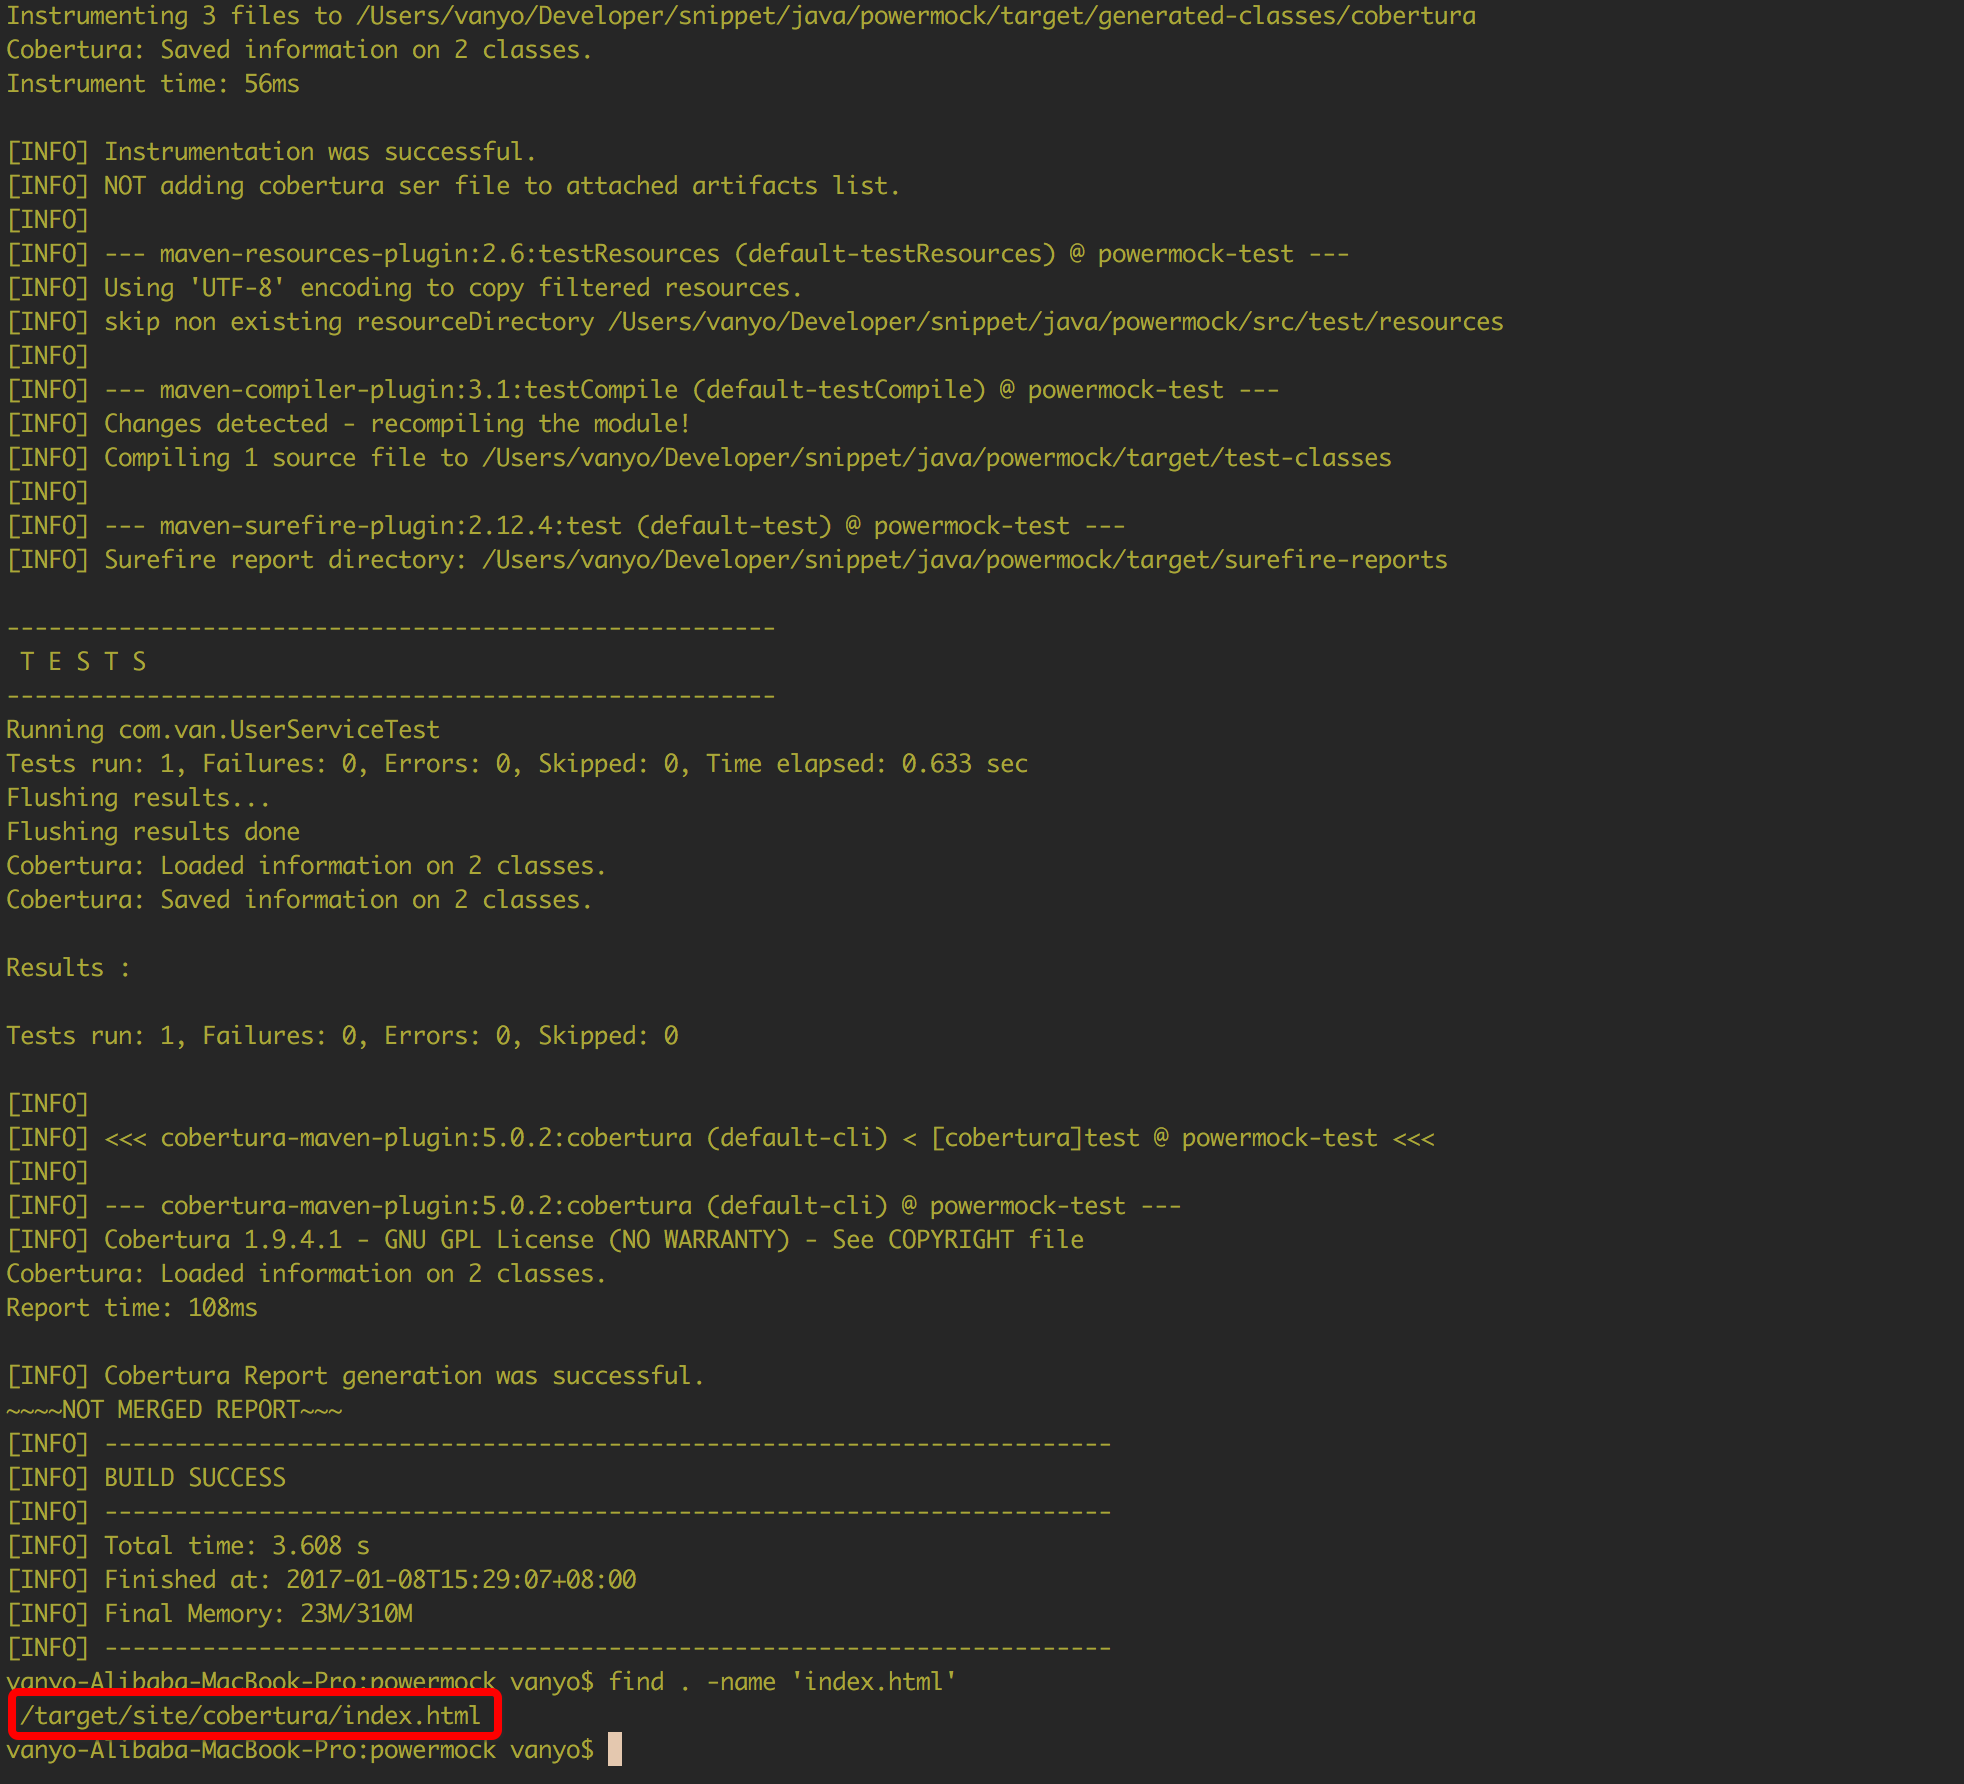 Instrumenting 3 files to /Users/vanyo/Developer/snippet/java/powermock/target/generated-classes/cobertura
Cobertura: Saved information on 2 classes.
Instrument time: 56ms
[INFO] Instrumentation was successful.
[INFO] NOT adding cobertura ser file to attached artifacts list.
[INFO]
[INFO] --- maven-resources-plugin:2.6:testResources (default-testResources) @ powermock-test ---
[INFO] Using 'UTF-8' encoding to copy filtered resources.
[INFO] skip non existing resourceDirectory /Users/vanyo/Developer/snippet/java/powermock/src/test/resources
[INFO]
[INFO] --- maven-compiler-plugin:3.1:testCompile (default-testCompile) @ powermock-test ---
[INFO] Changes detected - recompiling the module!
[INFO] Compiling 1 source file to /Users/vanyo/Developer/snippet/java/powermock/target/test-classes
[INFO]
[INFO] --- maven-surefire-plugin:2.12.4:test (default-test) @ powermock-test ---
[INFO] Surefire report directory: /Users/vanyo/Developer/snippet/java/powermock/target/surefire-reports
-------------------------------------------------------
T E S T S
-------------------------------------------------------
Running com.van.UserServiceTest
Tests run: 1, Failures: 0, Errors: 0, Skipped: 0, Time elapsed: 0.633 sec
Flushing results...
Flushing results done
Cobertura: Loaded information on 2 classes.
Cobertura: Saved information on 2 classes.
Results :
Tests run: 1, Failures: 0, Errors: 0, Skipped: 0
[INFO]
[INFO] <<< cobertura-maven-plugin:5.0.2:cobertura (default-cli) < [cobertura]test @ powermock-test <<<
[INFO]
[INFO] --- cobertura-maven-plugin:5.0.2:cobertura (default-cli) @ powermock-test ---
[INFO] Cobertura 1.9.4.1 - GNU GPL License (NO WARRANTY) - See COPYRIGHT file
Cobertura: Loaded information on 2 classes.
Report time: 108ms
[INFO] Cobertura Report generation was successful.
~~~~NOT MERGED REPORT~~~
[INFO] ------------------------------------------------------------------------
[INFO] BUILD SUCCESS
[INFO] ------------------------------------------------------------------------
[INFO] Total time: 3.608 s
[INFO] Finished at: 2017-01-08T15:29:07+08:00
[INFO] Final Memory: 23M/310M
[INFO] ------------------------------------------------------------------------
vanyo-Alibaba-MacBook-Pro:powermock vanyo$ find . -name 'index.html'
/target/site/cobertura/index.html
vanyo-Alibaba-MacBook-Pro:powermock vanyo$